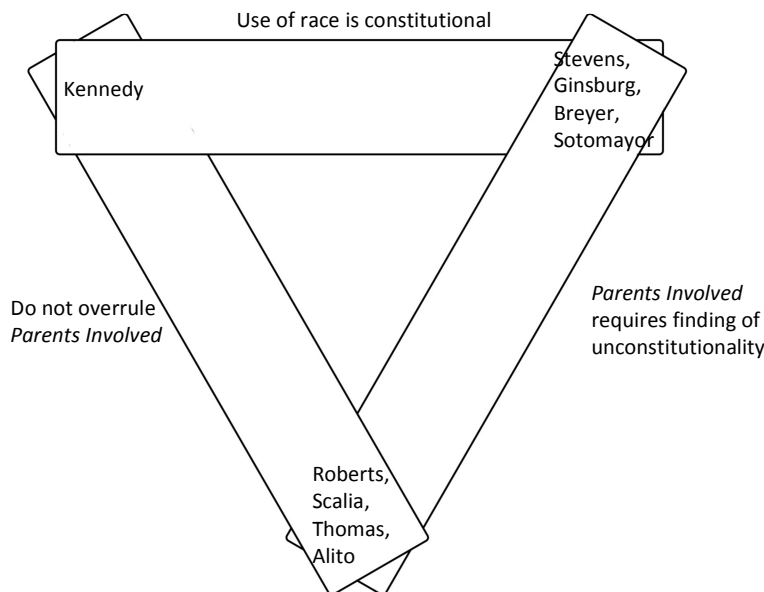 Use of race is constitutional
Kennedy
Stevens,
Ginsburg,
Breyer,
Sotomayor
Do not overrule
Parents Involved
Parents Involved
requires finding of
unconstitutionality
Roberts,
Scalia,
Thomas,
Alito